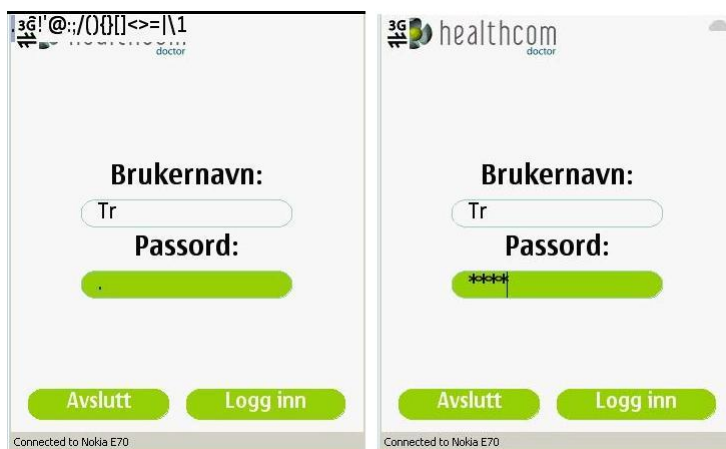 .,3G!'@:;/(){}[]<>=|\1
doctor
Brukernavn:
Tr
Passord:
.
Avslutt
Logg inn
Connected to Nokia E70
3G
healthcom
doctor
Brukernavn:
Tr
Passord:
****
Avslutt
Logg inn
Connected to Nokia E70